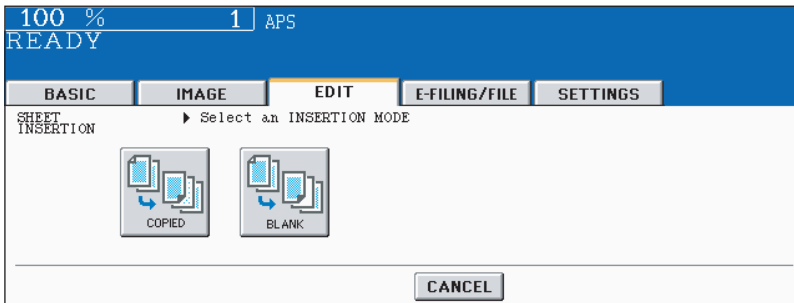 100 % 1 APS
READY
BASIC IMAGE EDIT E-FILING/FILE SETTINGS
SHEET INSERTION
▶ Select an INSERTION MODE
COPIED BLANK
CANCEL